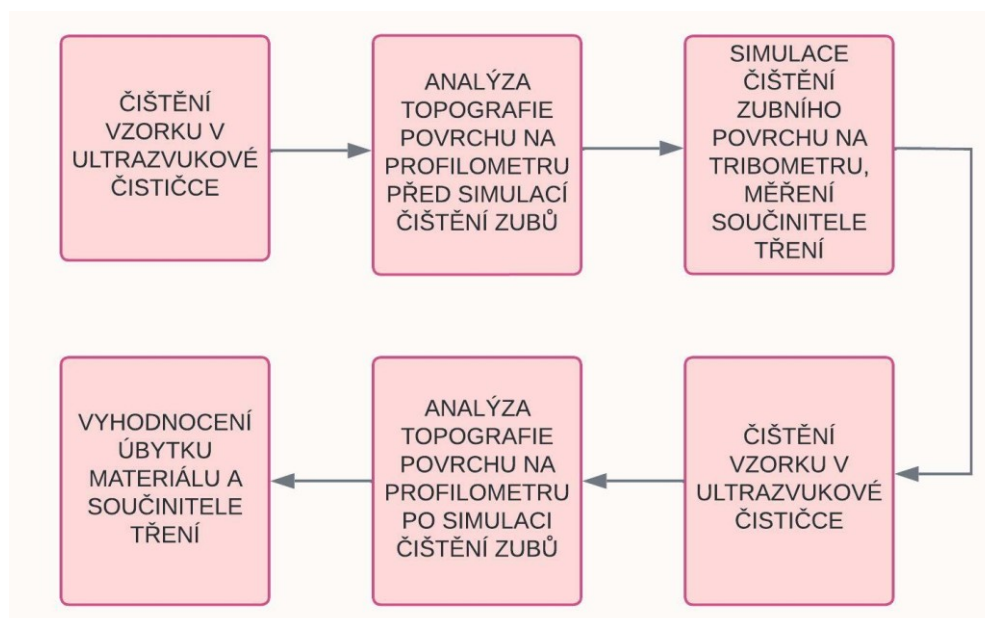 ČIŠTĚNÍ
VZORKU V
ULTRAZVUKOVÉ
ČISTIČCE
ANALÝZA
TOPOGRAFIE
POVRCHU NA
PROFILOMETRU
PŘED SIMULACÍ
ČIŠTĚNÍ ZUBŮ
SIMULACE
ČIŠTĚNÍ
ZUBNÍHO
POVRCHU NA
TRIBOMETRU,
MĚŘENÍ
SOUČINITELE
TŘENÍ
ČIŠTĚNÍ
VZORKU V
ULTRAZVUKOVÉ
ČISTIČCE
ANALÝZA
TOPOGRAFIE
POVRCHU NA
PROFILOMETRU
PO SIMULACI
ČIŠTĚNÍ ZUBŮ
VYHODNOCENÍ
ÚBYTKU
MATERIÁLU A
SOUČINITELE
TŘENÍ